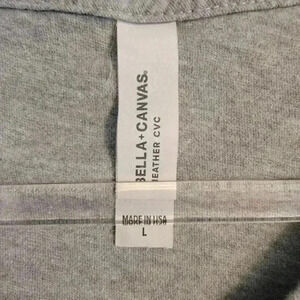 BELLA+CANVAS®
HEATHER CVC
MADE IN USA
L